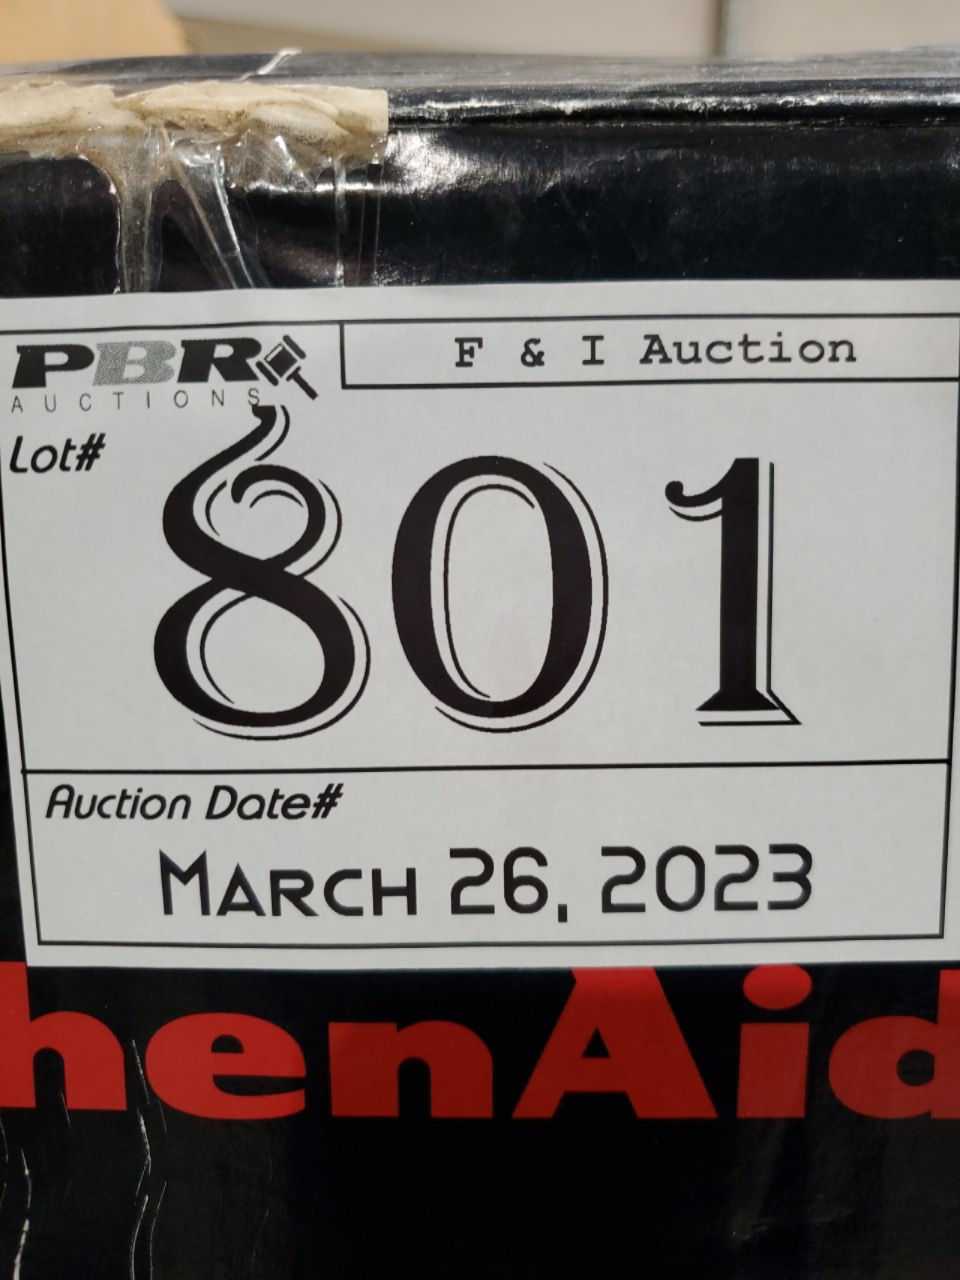 PBR
AUCTIONS
F & I Auction
Lot#
801
Auction Date#
March 26, 2023
henAid